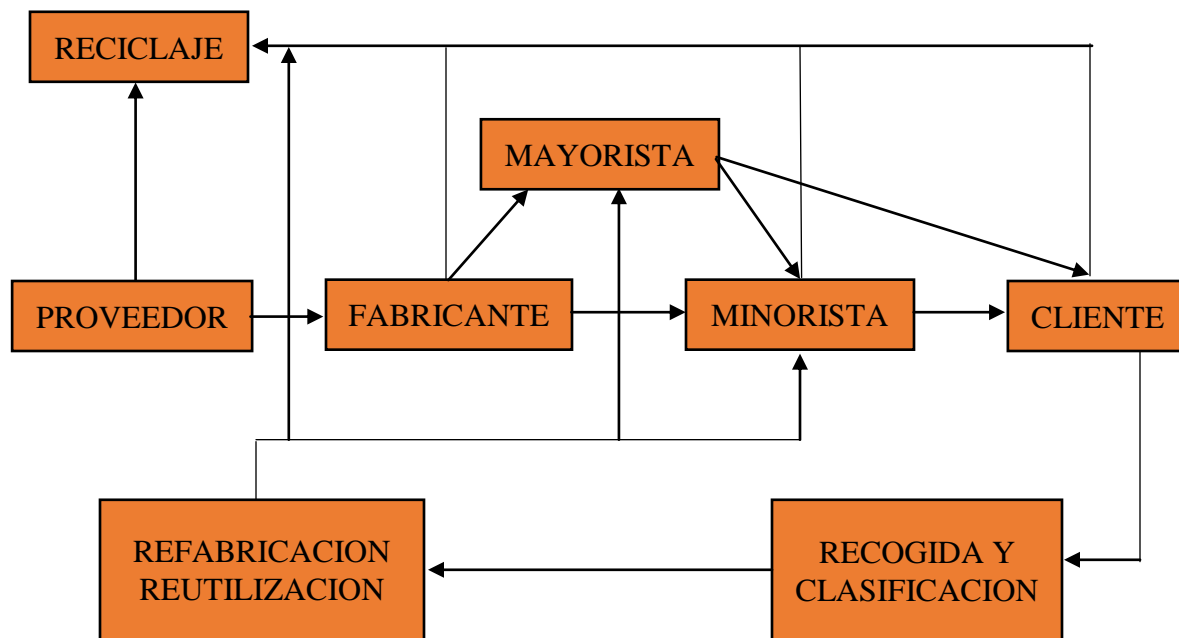 RECICLAJE
MAYORISTA
PROVEEDOR
FABRICANTE
MINORISTA
CLIENTE
REFABRICACION
REUTILIZACION
RECOGIDA Y
CLASIFICACION